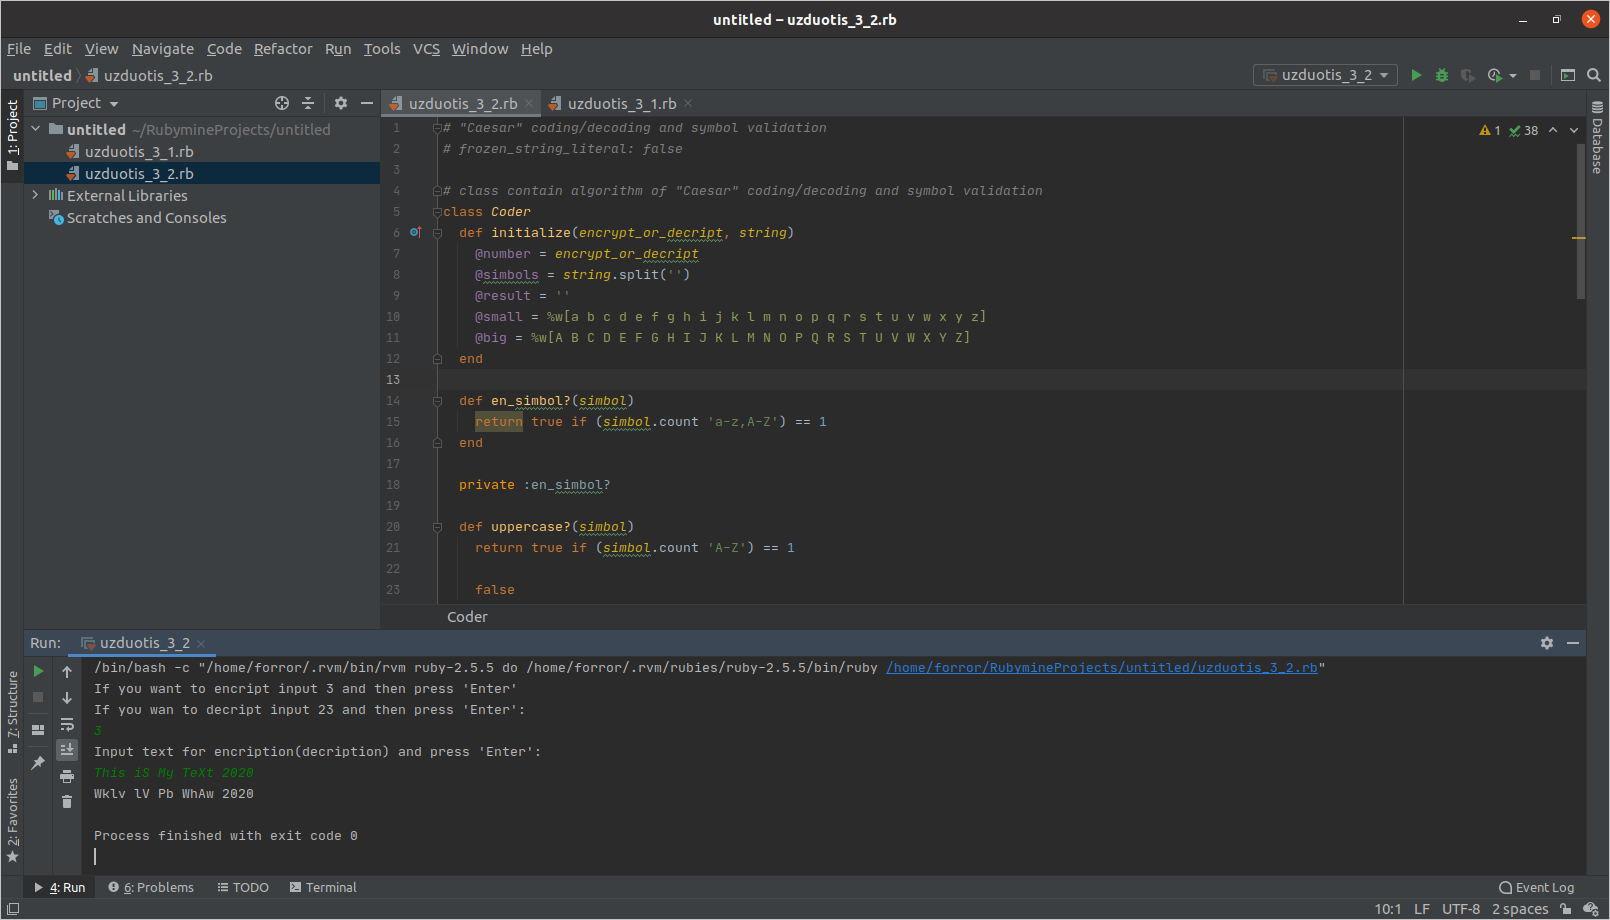 untitled – uzduotis_3_2.rb
File Edit View Navigate Code Refactor Run Tools VCS Window Help
untitled uzduotis_3_2.rb
uzduotis_3_2
1: Project
Project
uzduotis_3_2.rb
uzduotis_3_1.rb
untitled ~/RubymineProjects/untitled
uzduotis_3_1.rb
uzduotis_3_2.rb
External Libraries
Scratches and Consoles
1 # "Caesar" coding/decoding and symbol validation
2 # frozen_string_literal: false
3
4 # class contain algorithm of "Caesar" coding/decoding and symbol validation
5 class Coder
6 def initialize(encrypt_or_decript, string)
7 @number = encrypt_or_decript
8 @simbols = string.split('')
9 @result = ''
10 @small = %w[a b c d e f g h i j k l m n o p q r s t u v w x y z]
11 @big = %w[A B C D E F G H I J K L M N O P Q R S T U V W X Y Z]
12 end
13
14 def en_simbol?(simbol)
15 return true if (simbol.count 'a-z,A-Z') == 1
16 end
17
18 private :en_simbol?
19
20 def uppercase?(simbol)
21 return true if (simbol.count 'A-Z') == 1
22
23 false
1 38
Database
Coder
Run: uzduotis_3_2
/bin/bash -c "/home/forror/.rvm/bin/rvm ruby-2.5.5 do /home/forror/.rvm/rubies/ruby-2.5.5/bin/ruby /home/forror/RubymineProjects/untitled/uzduotis_3_2.rb"
If you want to encript input 3 and then press 'Enter'
If you wan to decript input 23 and then press 'Enter':
3
Input text for encription(decription) and press 'Enter':
This iS My TeXt 2020
Wklv lV Pb WhAw 2020
Process finished with exit code 0
7: Structure
2: Favorites
4: Run 6: Problems TODO Terminal
Event Log
10:1 LF UTF-8 2 spaces